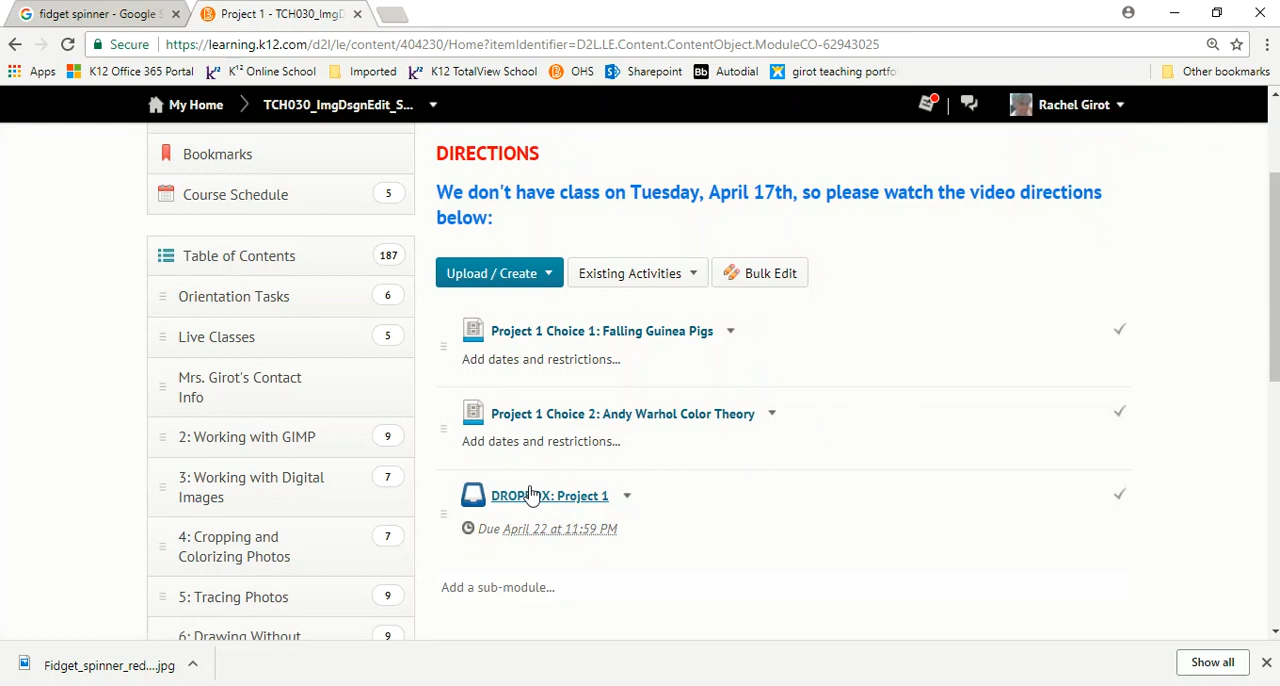 fidget spinner - Google S
Project 1 - TCH030_ImgD
Secure
https://learning.k12.com/d2l/le/content/404230/Home?itemIdentifier=D2L.LE.Content.ContentObject.ModuleCO-62943025
Apps
K12 Office 365 Portal
K¹² Online School
Imported
K12 TotalView School
OHS
Sharepoint
Bb Autodial
girot teaching portfo
Other bookmarks
My Home
TCH030_ImgDsgnEdit_S...
Rachel Girot
Bookmarks
Course Schedule 5
Table of Contents 187
Orientation Tasks 6
Live Classes 5
Mrs. Girot's Contact
Info
2: Working with GIMP 9
3: Working with Digital 7
Images
4: Cropping and 7
Colorizing Photos
5: Tracing Photos 9
6: Drawing Without 9
DIRECTIONS
We don't have class on Tuesday, April 17th, so please watch the video directions
below:
Upload / Create
Existing Activities
Bulk Edit
Project 1 Choice 1: Falling Guinea Pigs
Add dates and restrictions...
Project 1 Choice 2: Andy Warhol Color Theory
Add dates and restrictions...
DROPBOX: Project 1
Due April 22 at 11:59 PM
Add a sub-module...
Fidget_spinner_red....jpg
Show all